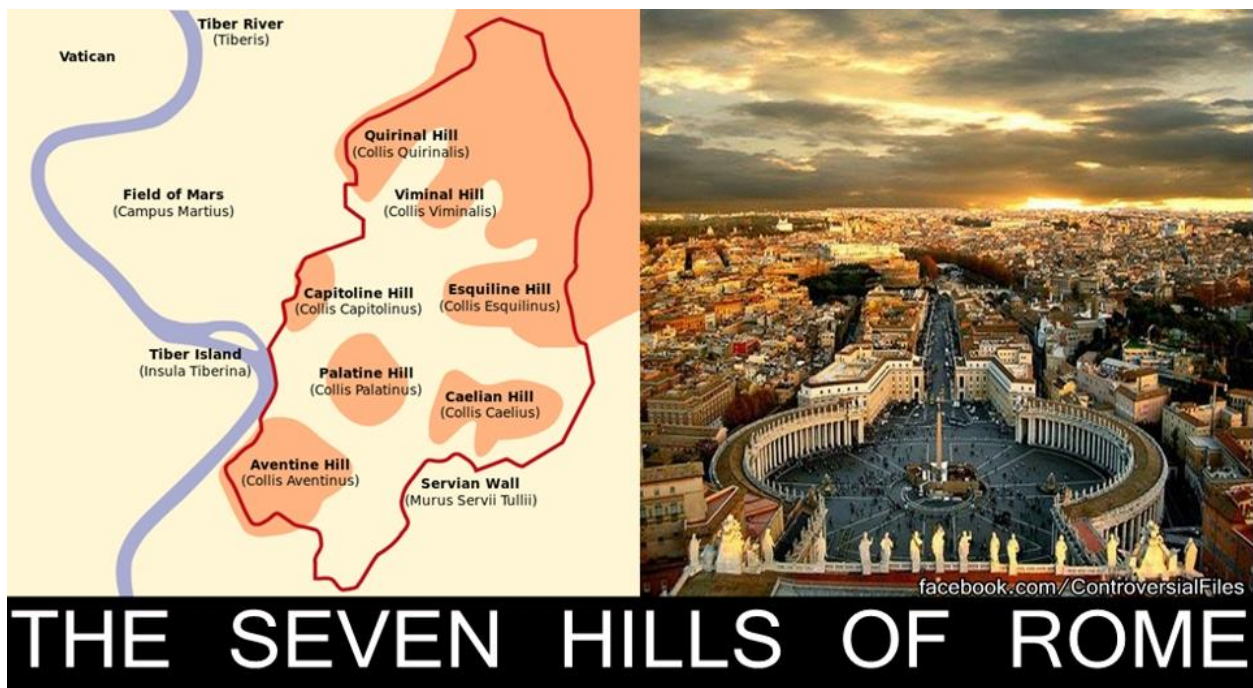 Tiber River
(Tiberis)
Vatican
Quirinal Hill
(Collis Quirinalis)
Field of Mars
(Campus Martius)
Viminal Hill
(Collis Viminalis)
Capitoline Hill
(Collis Capitolinus)
Esquiline Hill
(Collis Esquilinus)
Tiber Island
(Insula Tiberina)
Palatine Hill
(Collis Palatinus)
Caelian Hill
(Collis Caelius)
Aventine Hill
(Collis Aventinus)
Servian Wall
(Murus Servii Tullii)
facebook.com/ControversialFiles
THE SEVEN HILLS OF ROME